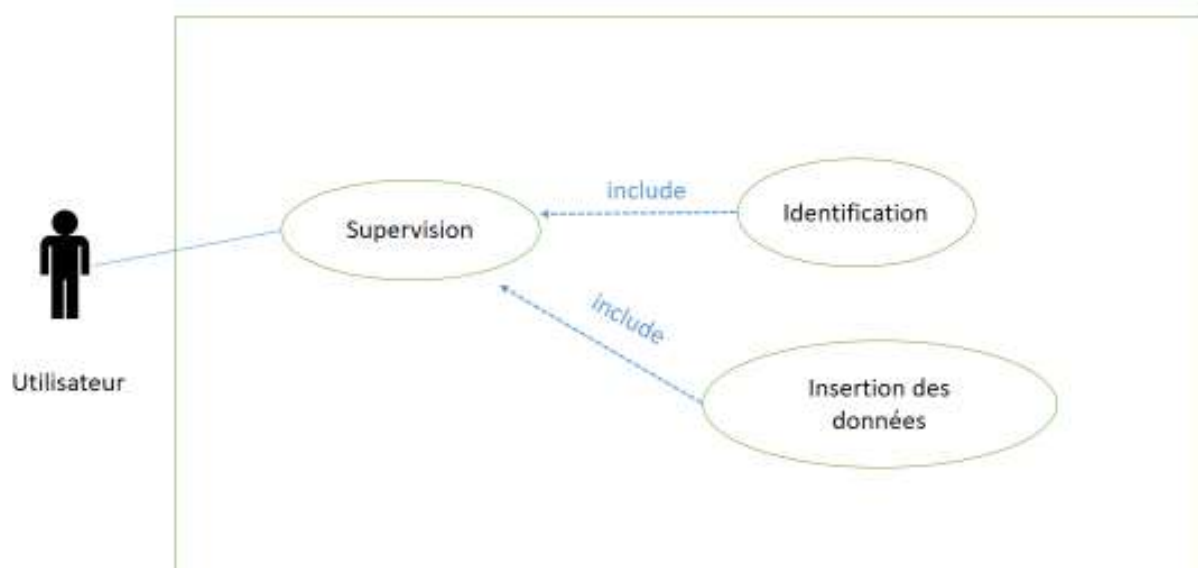 include
Identification
Supervision
include
Utilisateur
Insertion des
données